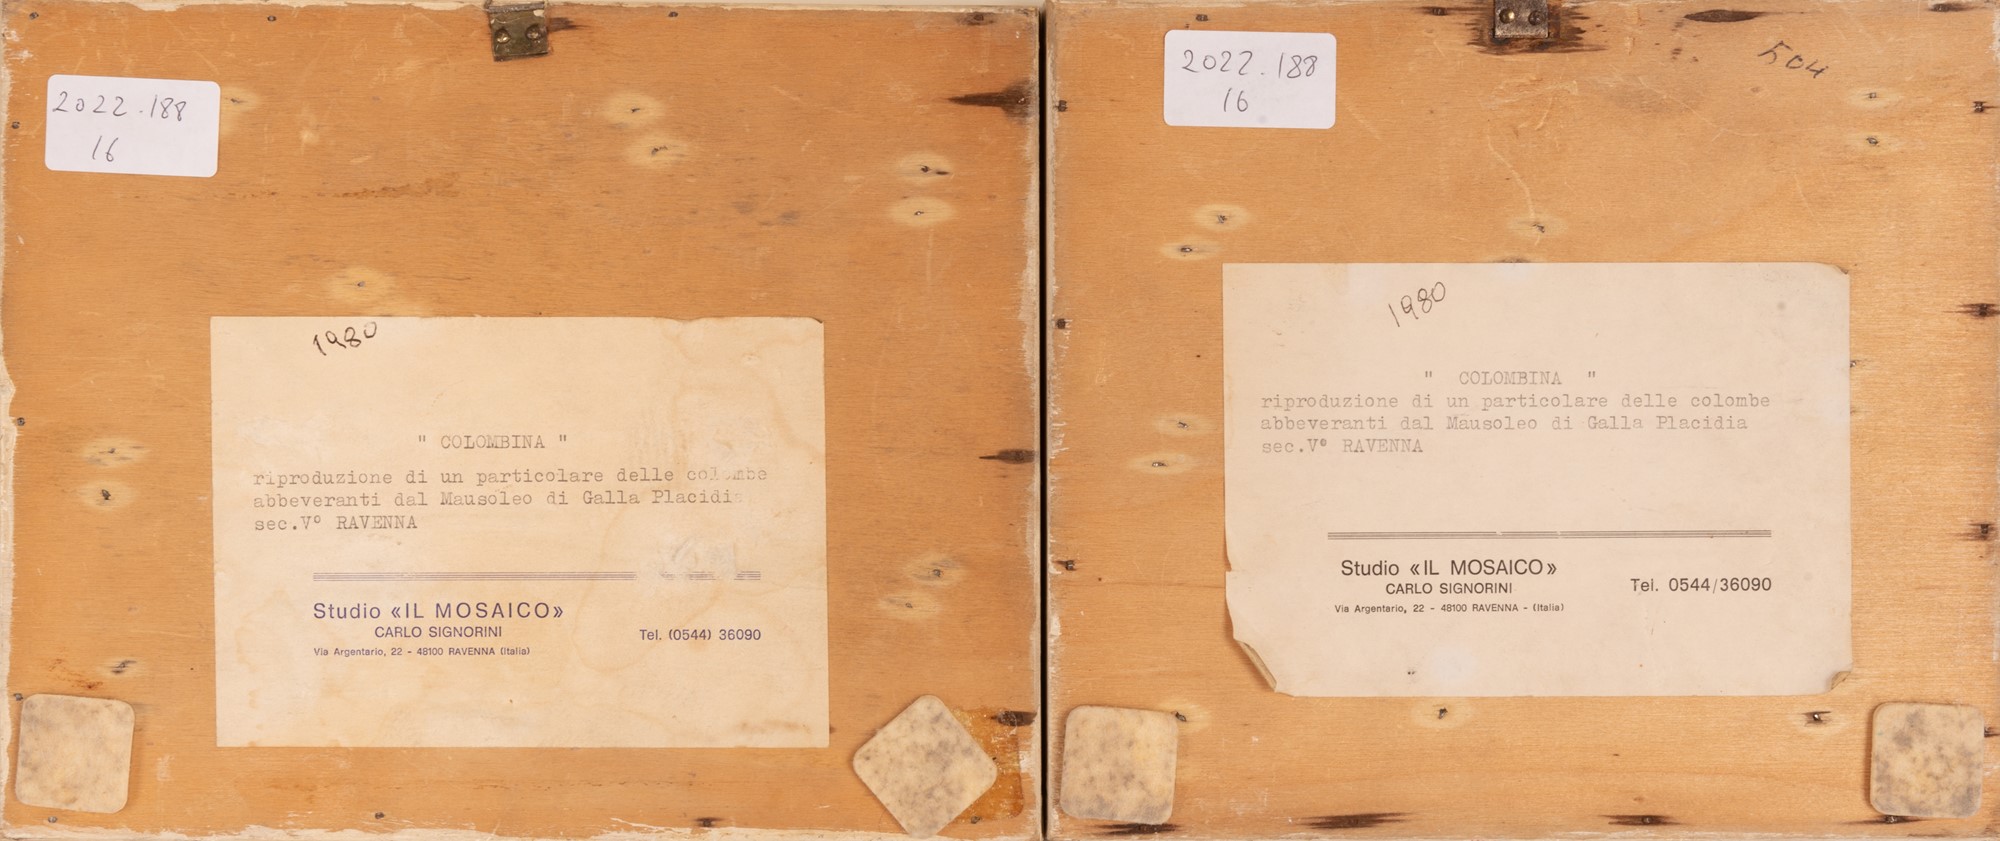 2022.188
16
1980
" COLOMBINA "
riproduzione di un particolare delle colombe
abbeveranti dal Mausoleo di Galla Placidia
sec.V° RAVENNA
Studio «IL MOSAICO»
CARLO SIGNORINI
Via Argentario, 22 - 48100 RAVENNA (Italia)
Tel. (0544) 36090
2022.188
16
504
1980
" COLOMBINA "
riproduzione di un particolare delle colombe
abbeveranti dal Mausoleo di Galla Placidia
sec.V° RAVENNA
Studio «IL MOSAICO»
CARLO SIGNORINI
Via Argentario, 22 - 48100 RAVENNA - (Italia)
Tel. 0544/36090